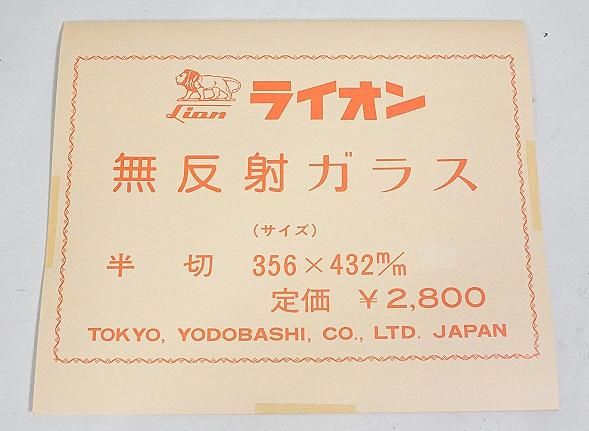 Lion ライオン
無反射ガラス
(サイズ)
半切 356×432m/m
定価 ¥2,800
TOKYO, YODOBASHI, CO., LTD. JAPAN